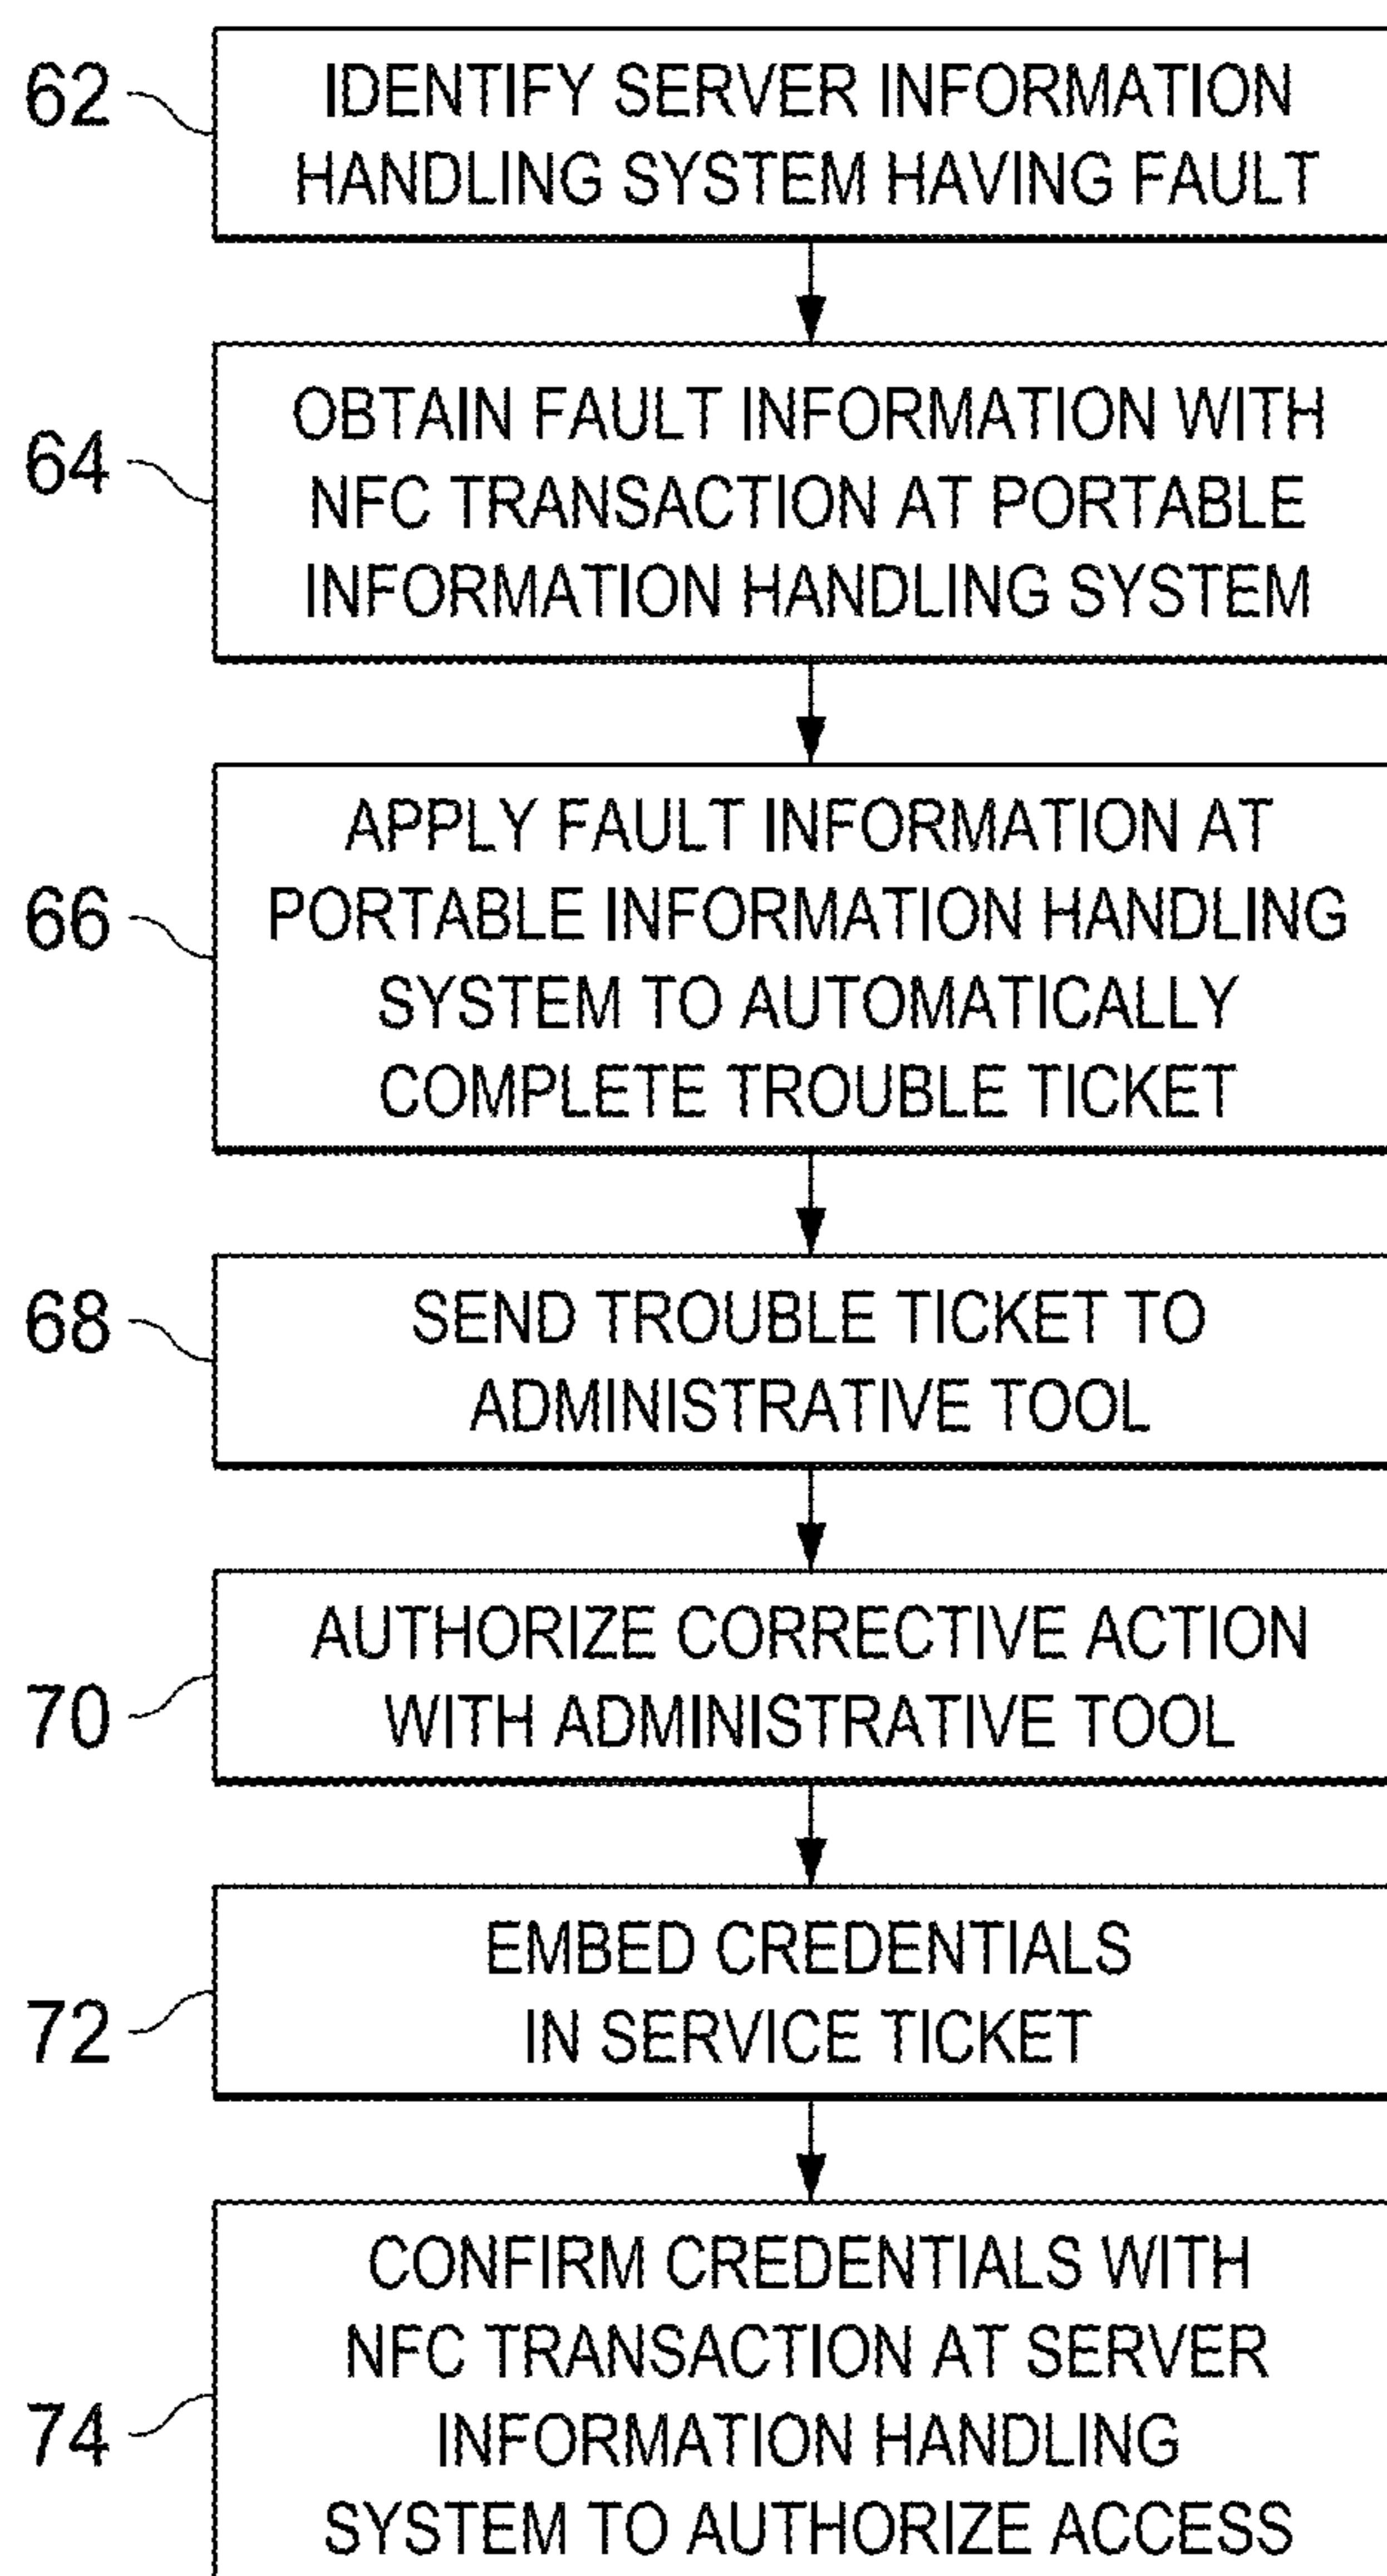 62
IDENTIFY SERVER INFORMATION
HANDLING SYSTEM HAVING FAULT
64
OBTAIN FAULT INFORMATION WITH
NFC TRANSACTION AT PORTABLE
INFORMATION HANDLING SYSTEM
66
APPLY FAULT INFORMATION AT
PORTABLE INFORMATION HANDLING
SYSTEM TO AUTOMATICALLY
COMPLETE TROUBLE TICKET
68
SEND TROUBLE TICKET TO
ADMINISTRATIVE TOOL
70
AUTHORIZE CORRECTIVE ACTION
WITH ADMINISTRATIVE TOOL
72
EMBED CREDENTIALS
IN SERVICE TICKET
74
CONFIRM CREDENTIALS WITH
NFC TRANSACTION AT SERVER
INFORMATION HANDLING
SYSTEM TO AUTHORIZE ACCESS